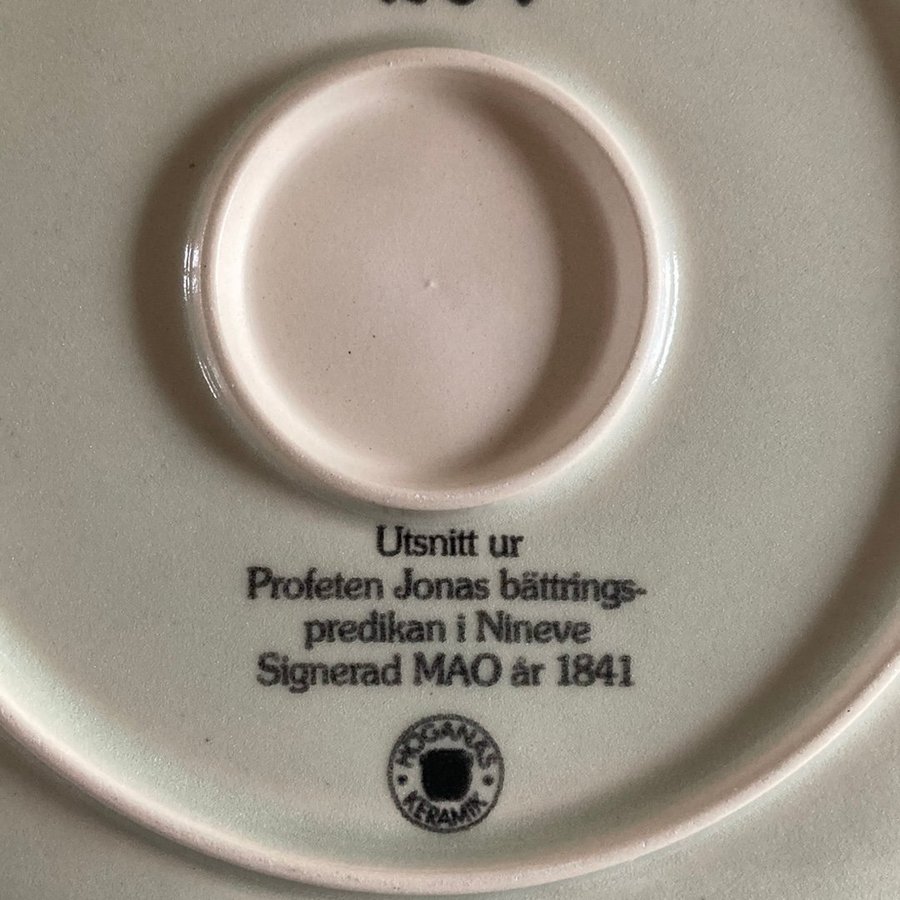 Utsnitt ur
Profeten Jonas bättrings-
predikan i Nineve
Signerad MAO år 1841
HÖGANÄS
KERAMIK